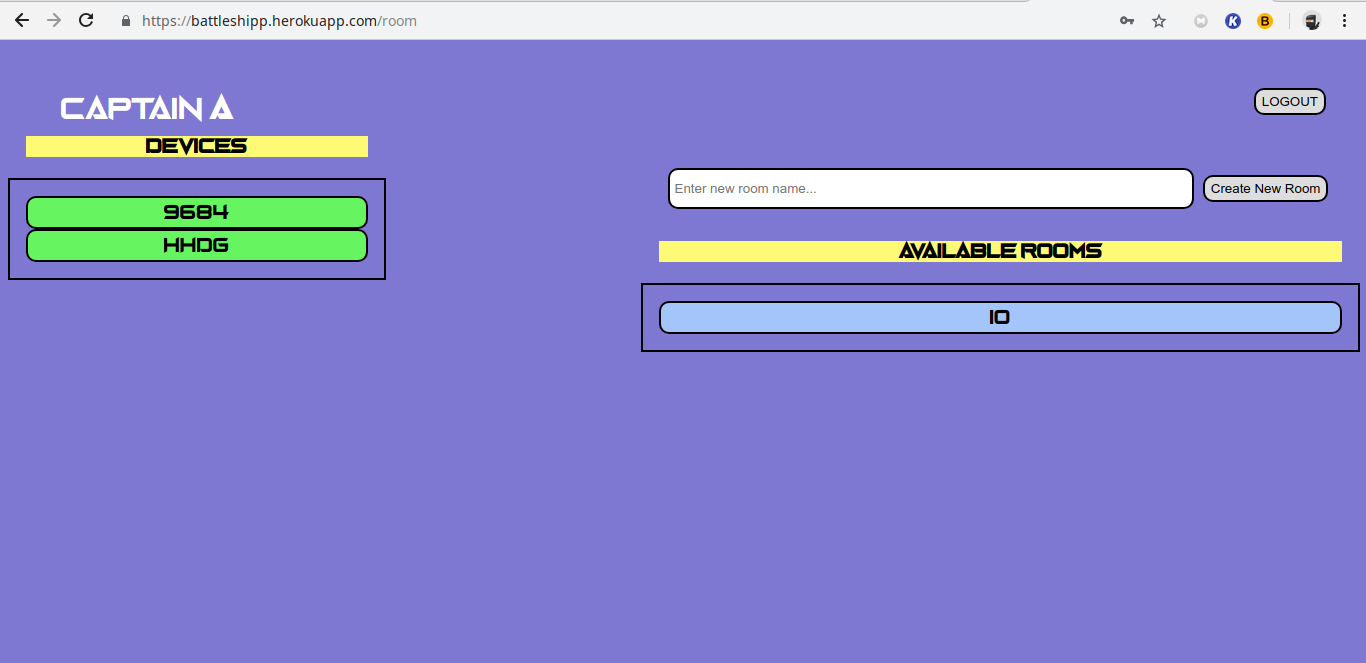 https://battleshipp.herokuapp.com/room
CAPTAIN A
LOGOUT
DEVICES
9684
HHDG
Enter new room name...
Create New Room
AVAILABLE ROOMS